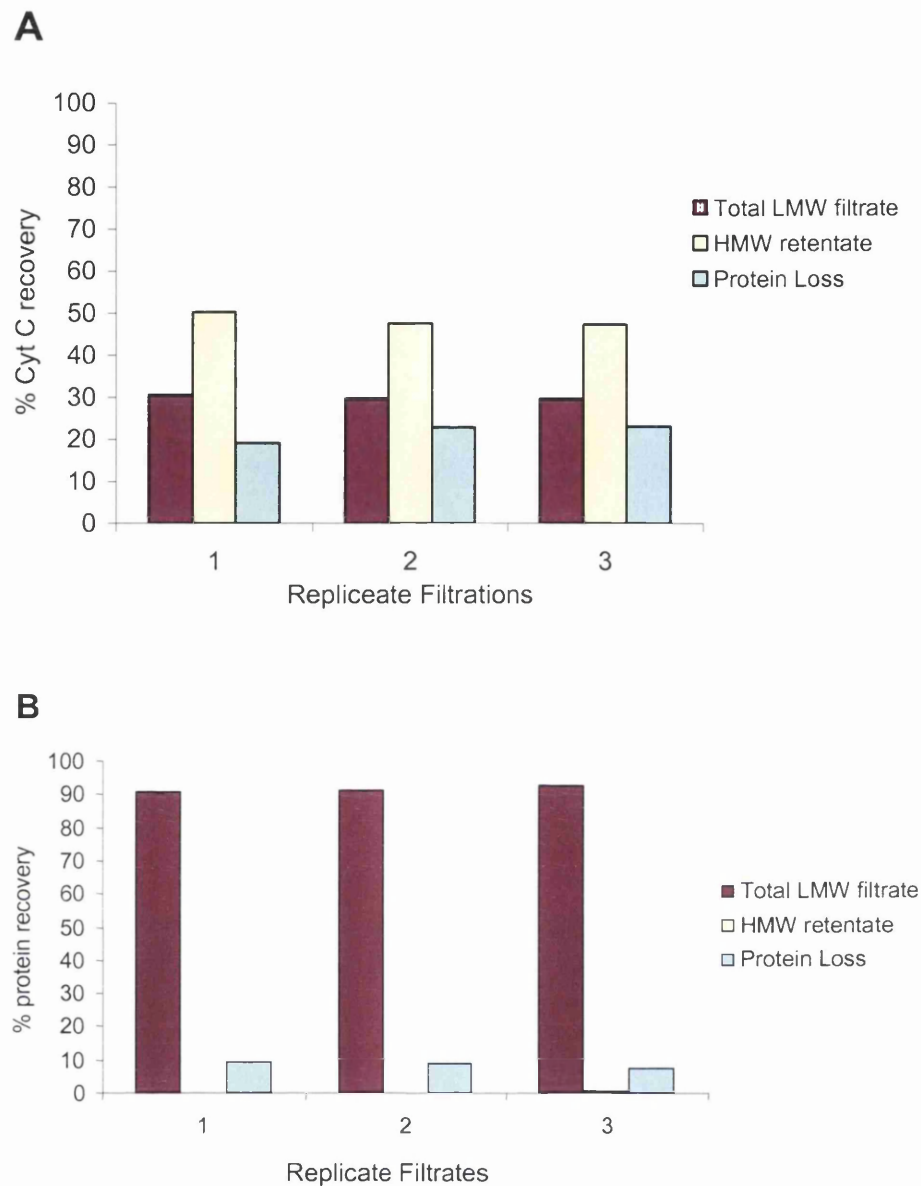 A
100
90
80
70
60
50
40
30
20
10
0
% Cyt C recovery
1 2 3
Repliceate Filtrations
Total LMW filtrate
HMW retentate
Protein Loss
B
100
90
80
70
60
50
40
30
20
10
0
% protein recovery
1 2 3
Replicate Filtrates
Total LMW filtrate
HMW retentate
Protein Loss